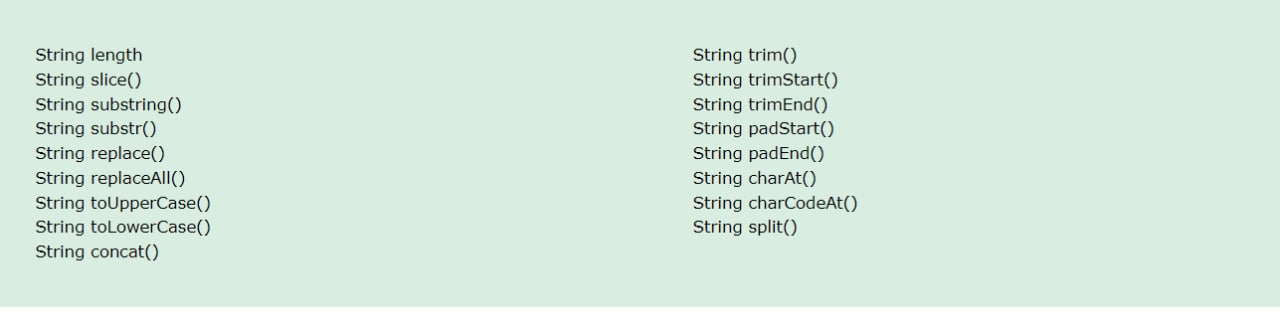 String length
String slice()
String substring()
String substr()
String replace()
String replaceAll()
String toUpperCase()
String toLowerCase()
String concat()
String trim()
String trimStart()
String trimEnd()
String padStart()
String padEnd()
String charAt()
String charCodeAt()
String split()